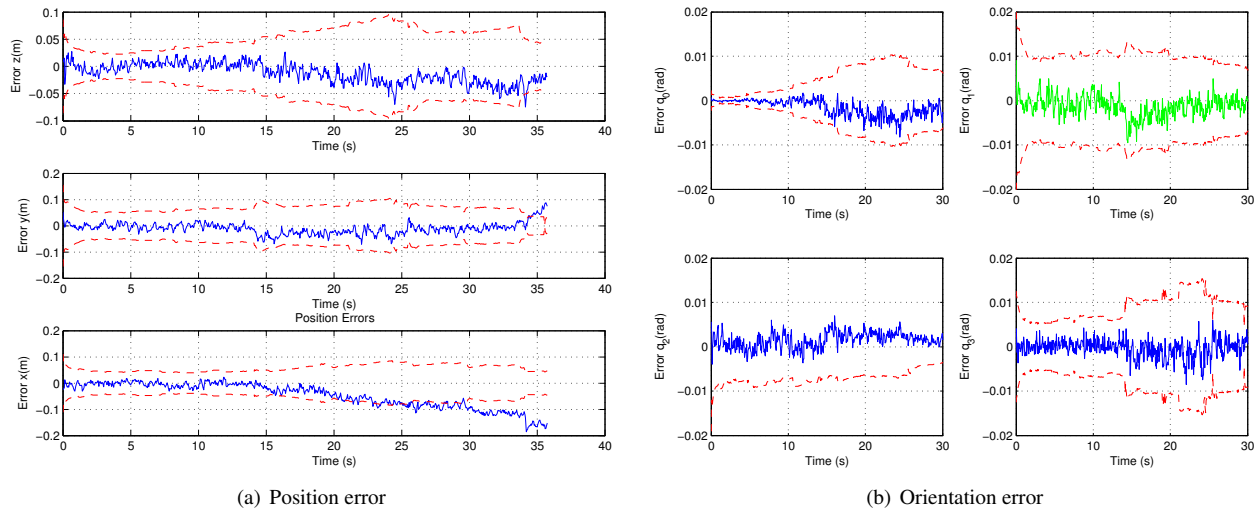 0.1
0.05
0
−0.05
−0.1
Error z(m)
0 5 10 15 20 25 30 35 40
Time (s)
0.2
0.1
0
−0.1
−0.2
Error y(m)
0 5 10 15 20 25 30 35 40
Time (s)
Position Errors
0.2
0.1
0
−0.1
−0.2
Error x(m)
0 5 10 15 20 25 30 35 40
Time (s)
(a) Position error
0.02
0.01
0
−0.01
−0.02
Error q0(rad)
0 10 20 30
Time (s)
0.02
0.01
0
−0.01
−0.02
Error q1(rad)
0 10 20 30
Time (s)
0.02
0.01
0
−0.01
−0.02
Error q2(rad)
0 10 20 30
Time (s)
0.02
0.01
0
−0.01
−0.02
Error q3(rad)
0 10 20 30
Time (s)
(b) Orientation error